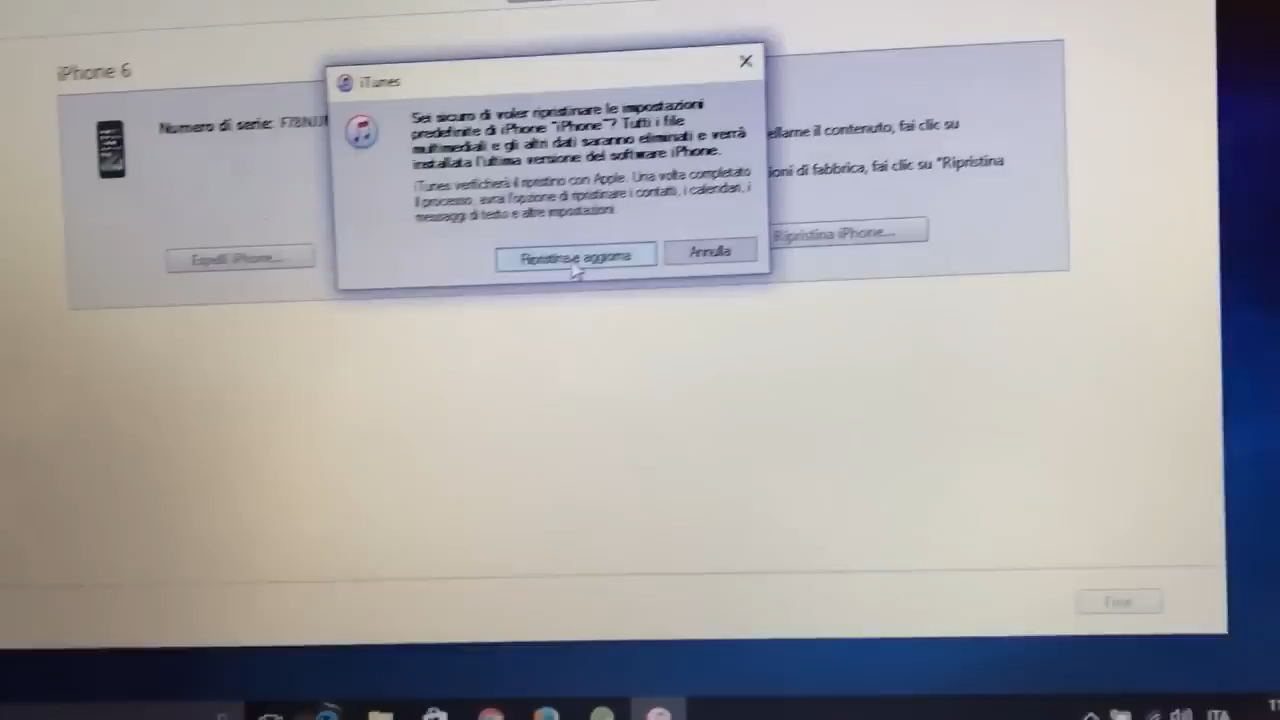 iPhone 6
iTunes
Numero di serie: F78NJJ
Sei sicuro di voler ripristinare le impostazioni
predefinite di iPhone "iPhone"? Tutti i file
multimediali e gli altri dati saranno eliminati e verrà
installata l'ultima versione del software iPhone.
iTunes verificherà il ripristino con Apple. Una volta completato
il processo, avrai l'opzione di ripristinare i contatti, i calendari, i
messaggi di testo e altre impostazioni.
ellarne il contenuto, fai clic su
ioni di fabbrica, fai clic su "Ripristina
Espelli iPhone...
Ripristina e aggiorna
Annulla
Ripristina iPhone...
ITA